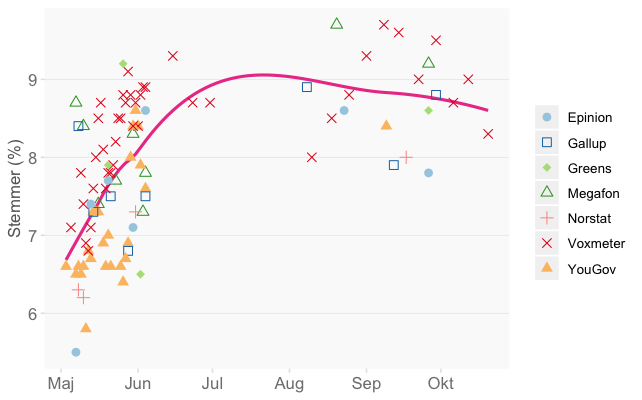 Stemmer (%)
9
8
7
6
Maj Jun Jul Aug Sep Okt
Epinion
Gallup
Greens
Megafon
Norstat
Voxmeter
YouGov